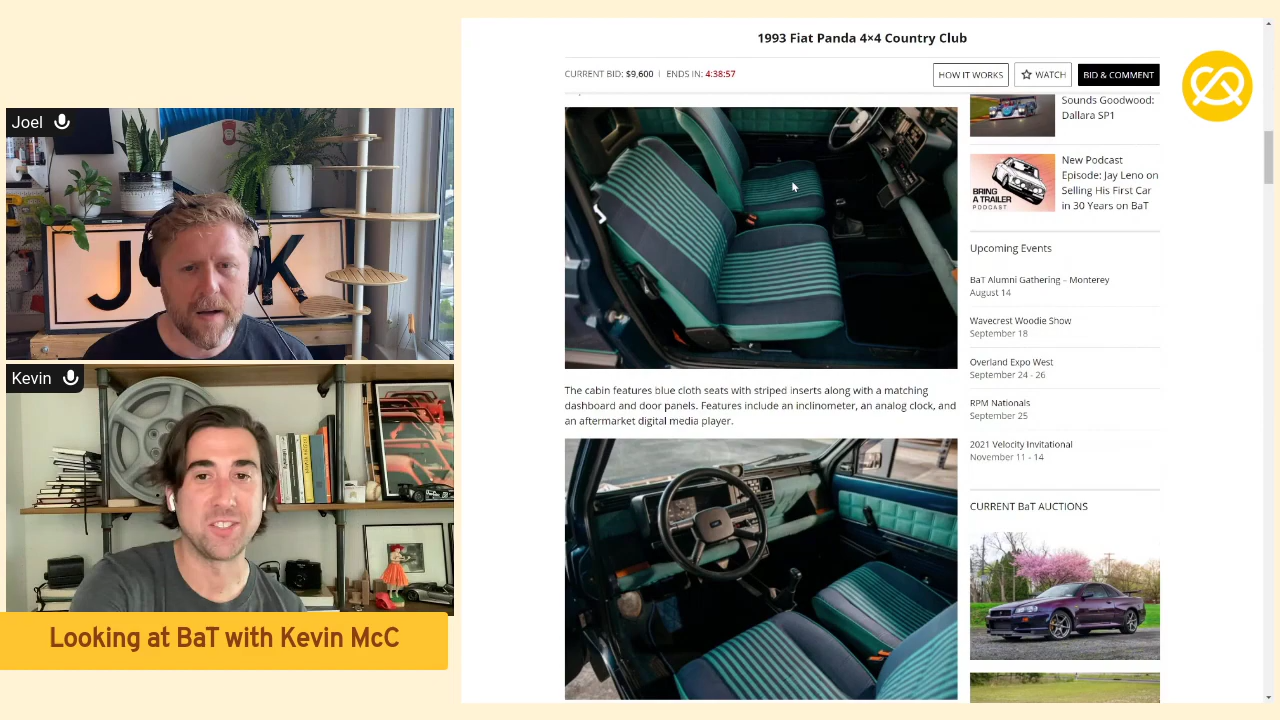 1993 Fiat Panda 4×4 Country Club
CURRENT BID: $9,600 | ENDS IN: 4:38:57
HOW IT WORKS
WATCH
BID & COMMENT
Joel
J K
Kevin
Looking at BaT with Kevin McC
The cabin features blue cloth seats with striped inserts along with a matching
dashboard and door panels. Features include an inclinometer, an analog clock, and
an aftermarket digital media player.
Sounds Goodwood:
Dallara SP1
BRING
A TRAILER
PODCAST
New Podcast
Episode: Jay Leno on
Selling His First Car
in 30 Years on BaT
Upcoming Events
BaT Alumni Gathering – Monterey
August 14
Wavecrest Woodie Show
September 18
Overland Expo West
September 24 - 26
RPM Nationals
September 25
2021 Velocity Invitational
November 11 - 14
CURRENT BaT AUCTIONS